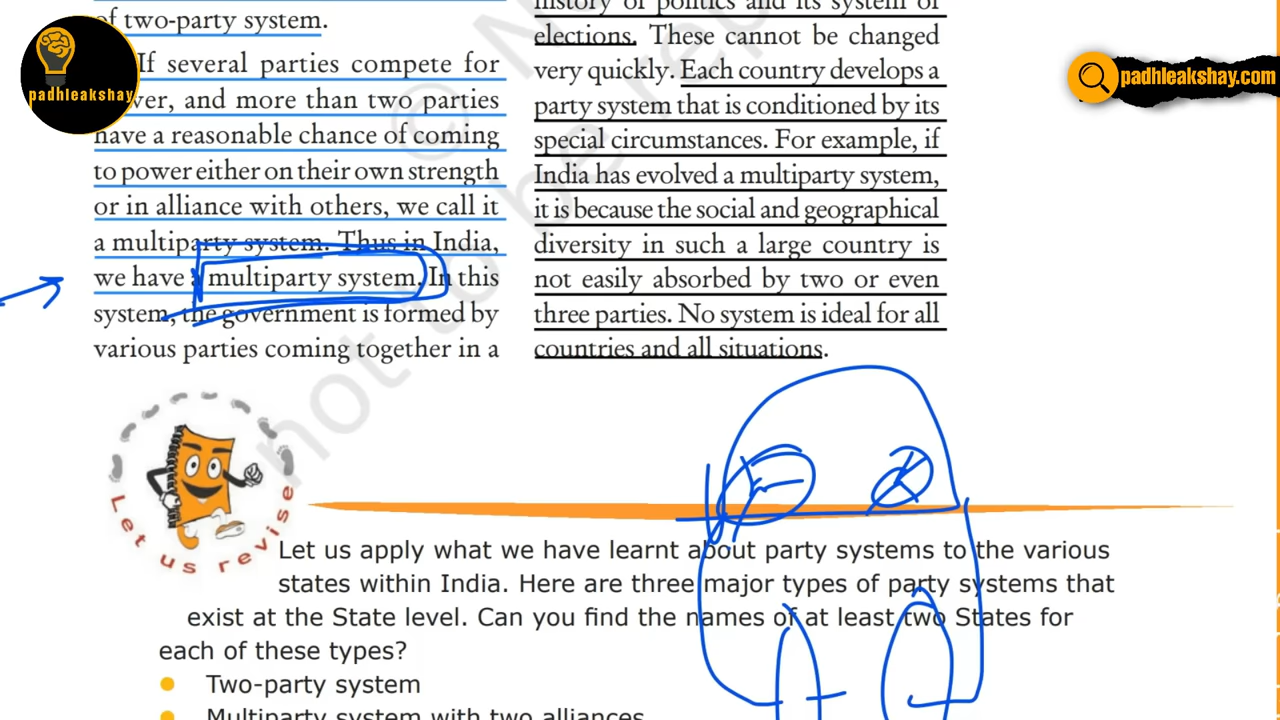 of two-party system.
If several parties compete for
and more than two parties
have a reasonable chance of coming
to power either on their own strength
or in alliance with others, we call it
a multiparty system. Thus in India,
we have a multiparty system. In this
system, the government is formed by
various parties coming together in a
history of politics and its system of
elections. These cannot be changed
very quickly. Each country develops a
party system that is conditioned by its
special circumstances. For example, if
India has evolved a multiparty system,
it is because the social and geographical
diversity in such a large country is
not easily absorbed by two or even
three parties. No system is ideal for all
countries and all situations.
padhleakshay
padhleakshay.com
not to be rep
© N
Let us revise
Let us apply what we have learnt about party systems to the various
states within India. Here are three major types of party systems that
exist at the State level. Can you find the names of at least two States for
each of these types?
Two-party system
Multiparty system with two alliances